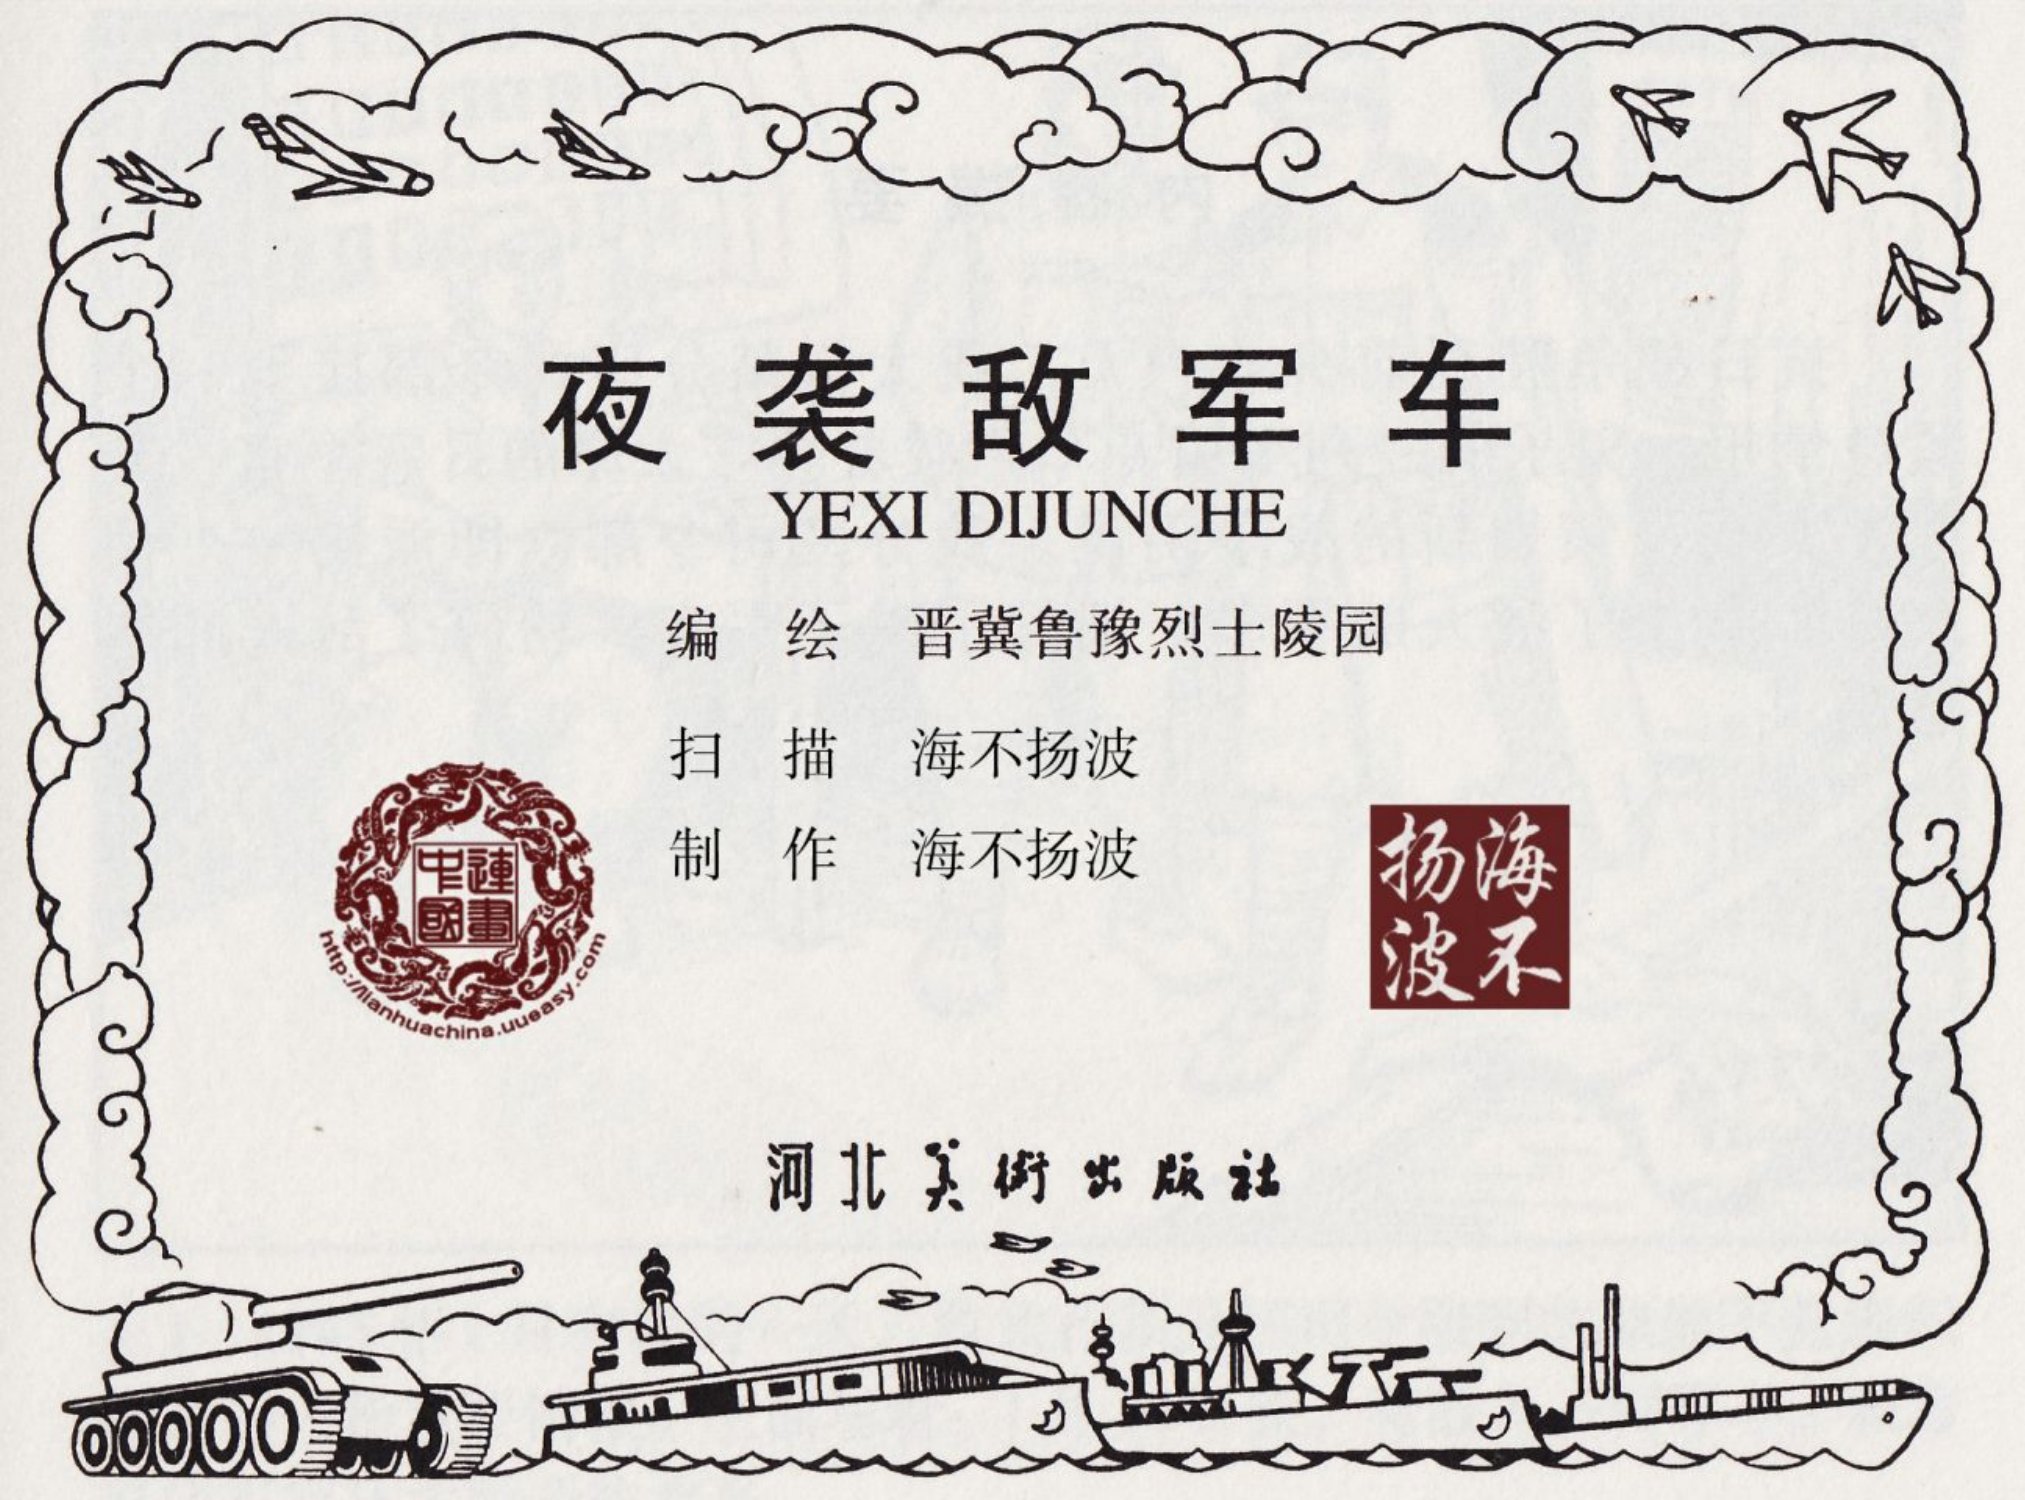 夜袭敌军车
YEXI DIJUNCHE
编 绘 晋冀鲁豫烈士陵园
扫 描 海不扬波
制 作 海不扬波
中國
連畫
http://lianhuachina.uueasy.com
海不
扬波
河北美術出版社